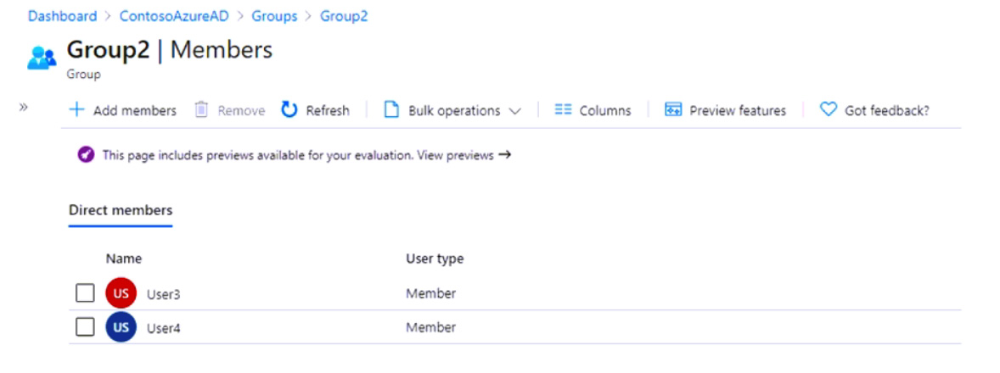 Dashboard > ContosoAzureAD > Groups > Group2
Group2 | Members
Group
» + Add members Remove Refresh Bulk operations Columns Preview features Got feedback?
This page includes previews available for your evaluation. View previews →
Direct members
Name User type
US User3 Member
US User4 Member